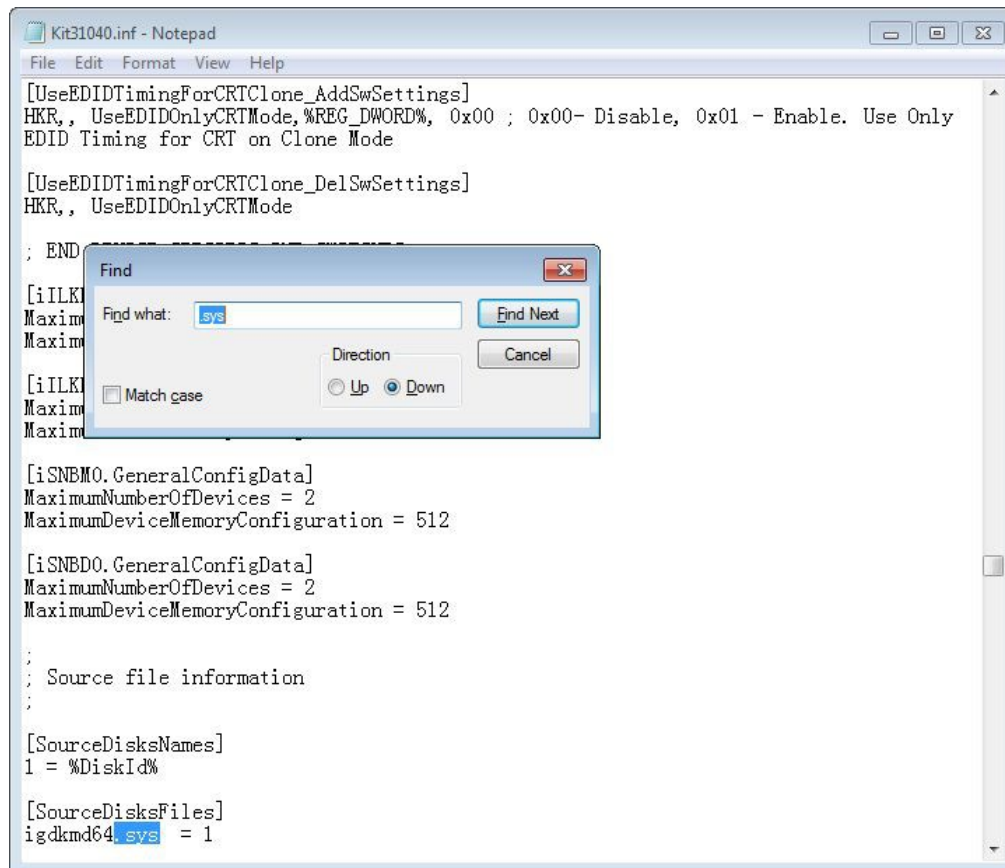 Kit31040.inf - Notepad
File Edit Format View Help
[UseEDIDTimingForCRTClone_AddSwSettings]
HKR,, UseEDIDOnlyCRTMode,%REG_DWORD%, 0x00 ; 0x00- Disable, 0x01 - Enable. Use Only
EDID Timing for CRT on Clone Mode
[UseEDIDTimingForCRTClone_DelSwSettings]
HKR,, UseEDIDOnlyCRTMode
; END
Find
[iILK
Find what: .sys Find Next
Maxim
Maxim
Direction Cancel
[iILK
Up Down
Match case
Maxim
Maxim
[iSNBM0.GeneralConfigData]
MaximumNumberOfDevices = 2
MaximumDeviceMemoryConfiguration = 512
[iSNBD0.GeneralConfigData]
MaximumNumberOfDevices = 2
MaximumDeviceMemoryConfiguration = 512
;
; Source file information
;
[SourceDisksNames]
1 = %DiskId%
[SourceDisksFiles]
igdkmd64.sys = 1